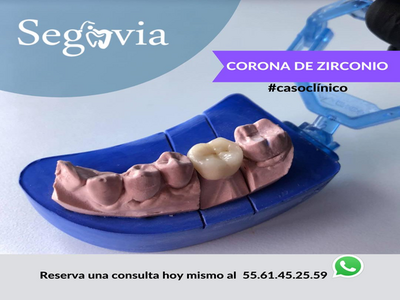 Segovia
CORONA DE ZIRCONIO
#casoclínico
Reserva una consulta hoy mismo al 55.61.45.25.59